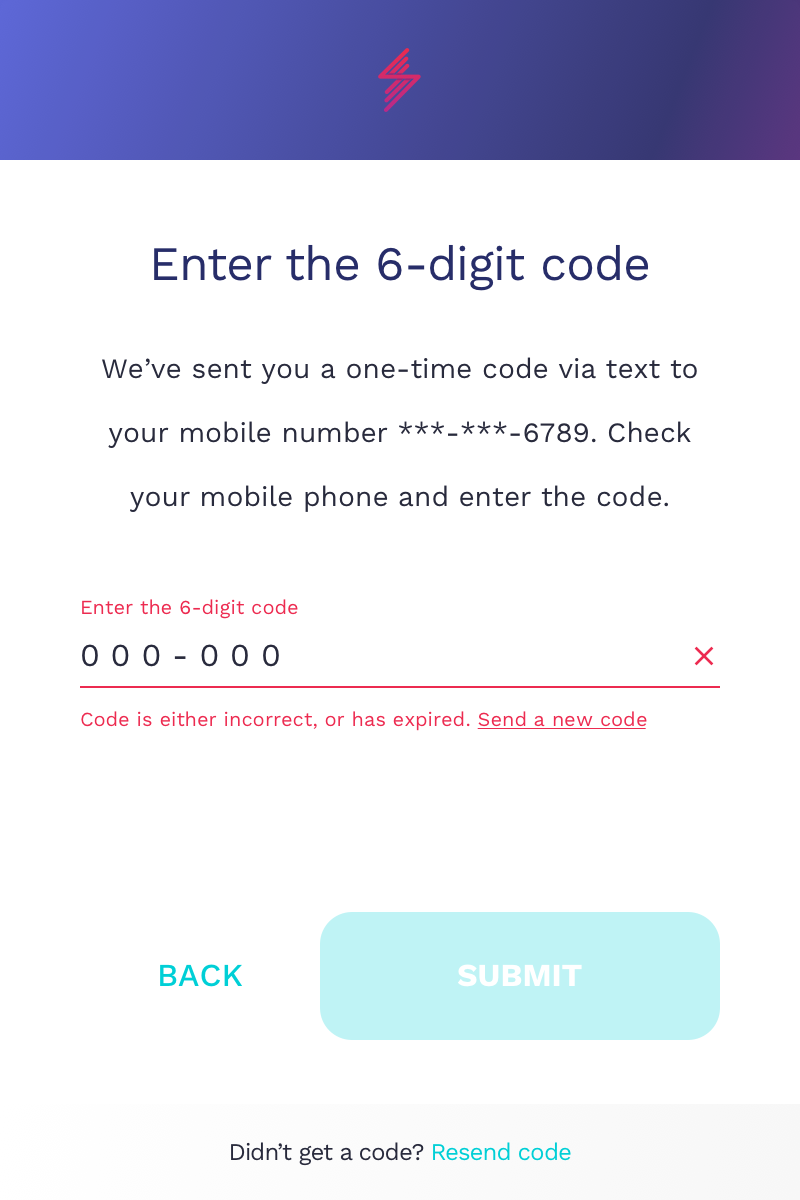 Enter the 6-digit code
We’ve sent you a one-time code via text to
your mobile number ***-***-6789. Check
your mobile phone and enter the code.
Enter the 6-digit code
000-000
Code is either incorrect, or has expired. Send a new code
BACK
SUBMIT
Didn’t get a code? Resend code